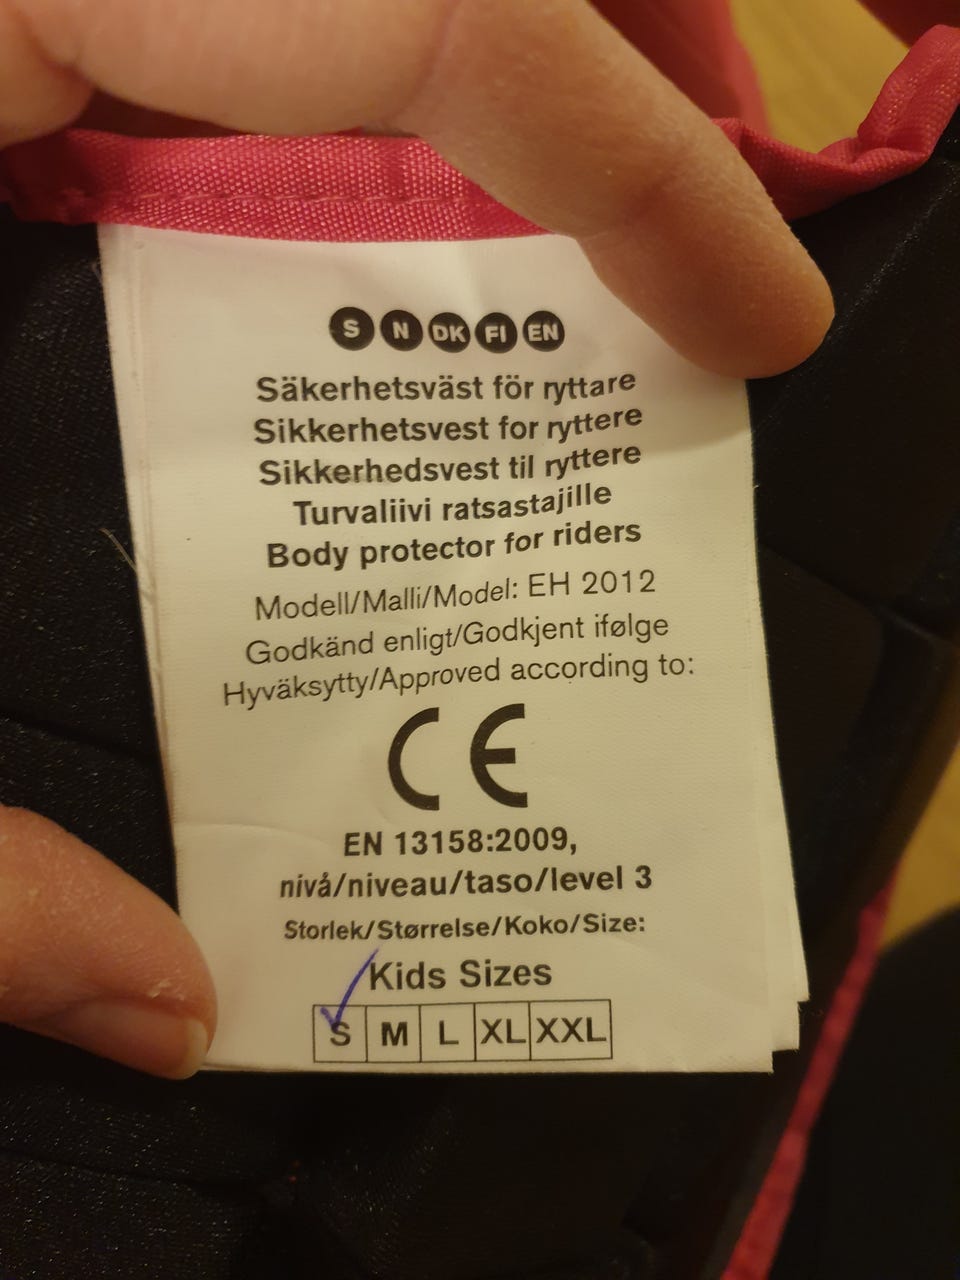 S N DK FI EN
Säkerhetsväst för ryttare
Sikkerhetsvest for ryttere
Sikkerhedsvest til ryttere
Turvaliivi ratsastajille
Body protector for riders
Modell/Malli/Model: EH 2012
Godkänd enligt/Godkjent ifølge
Hyväksytty/Approved according to:
CE
EN 13158:2009,
nivå/niveau/taso/level 3
Storlek/Størrelse/Koko/Size:
Kids Sizes
S M L XL XXL